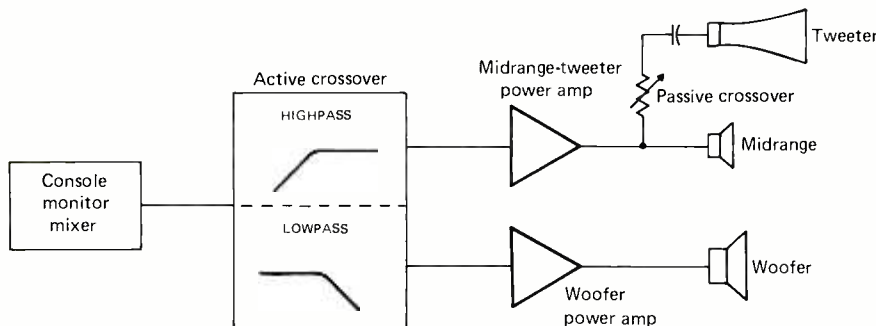 Tweeter
Active crossover
Midrange-tweeter
power amp
HIGHPASS
Passive crossover
Midrange
Console
monitor
mixer
LOWPASS
Woofer
Woofer
power amp